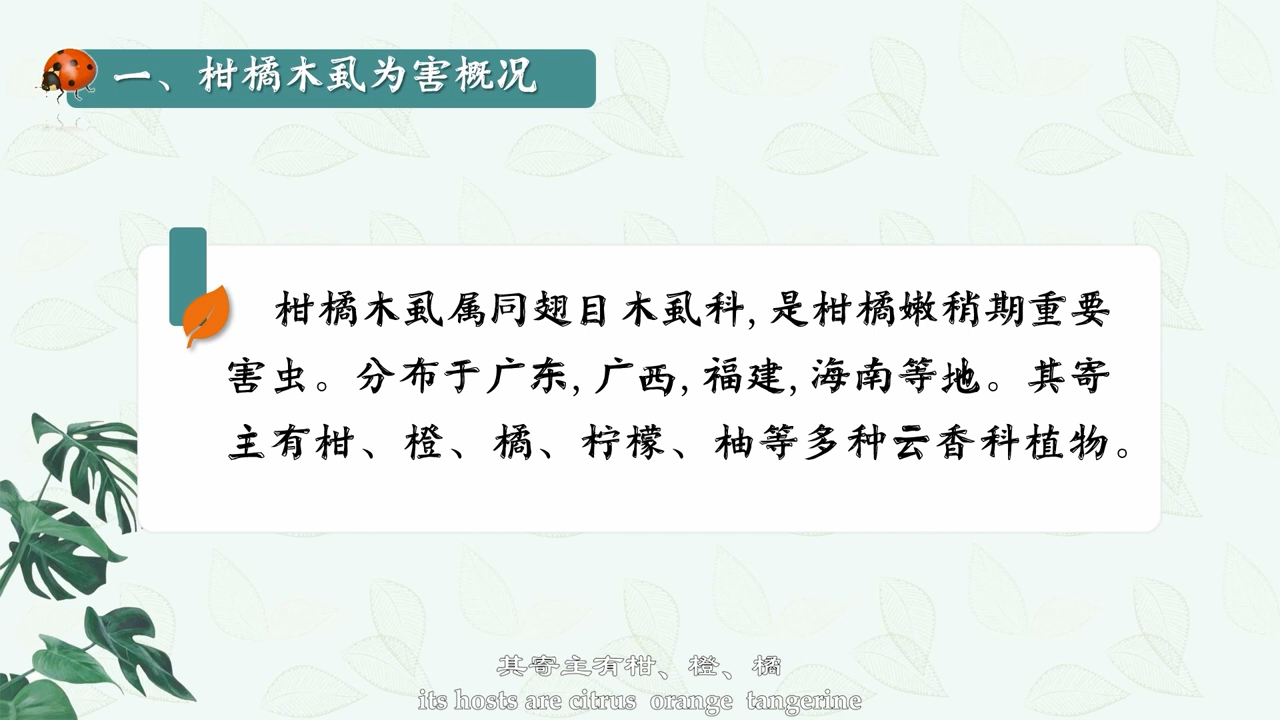 一、柑橘木虱为害概况
柑橘木虱属同翅目木虱科,是柑橘嫩稍期重要
害虫。分布于广东,广西,福建,海南等地。其寄
主有柑、橙、橘、柠檬、柚等多种云香科植物。
其寄主有柑、橙、橘
its hosts are citrus orange tangerine